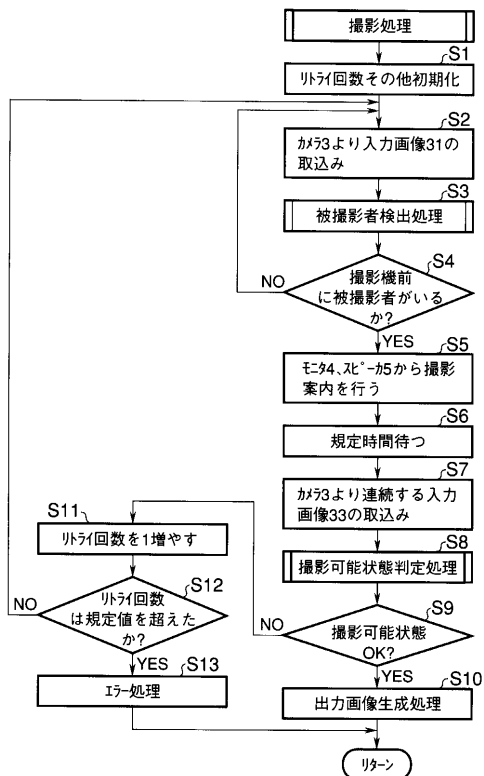 撮影処理
S1
ﾘﾄﾗｲ回数その他初期化
S2
ｶﾒﾗ3より入力画像31の
取込み
S3
被撮影者検出処理
S4
撮影機前
に被撮影者がいる
か?
NO
YES
S5
ﾓﾆﾀ4、ｽﾋﾟｰｶ5から撮影
案内を行う
S6
規定時間待つ
S7
ｶﾒﾗ3より連続する入力
画像33の取込み
S8
撮影可能状態判定処理
S9
撮影可能状態
OK?
NO
YES
S10
出力画像生成処理
S11
ﾘﾄﾗｲ回数を1増やす
S12
ﾘﾄﾗｲ回数
は規定値を超えた
か?
NO
YES
S13
ｴﾗｰ処理
ﾘﾀｰﾝ